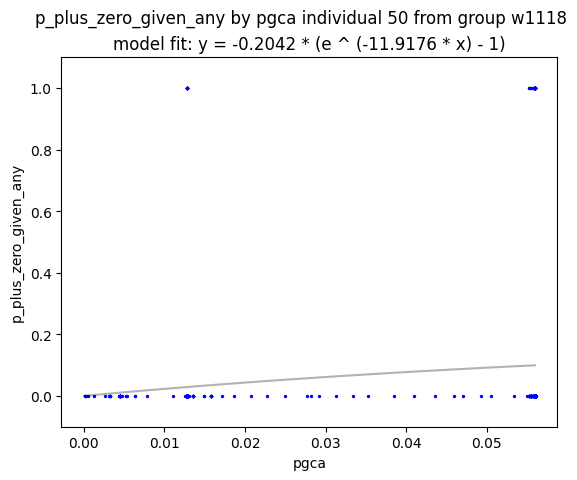 p_plus_zero_given_any by pgca individual 50 from group w1118
model fit: y = -0.2042 * (e ^ (-11.9176 * x) - 1)
1.0
0.8
0.6
0.4
0.2
0.0
p_plus_zero_given_any
0.00 0.01 0.02 0.03 0.04 0.05
pgca